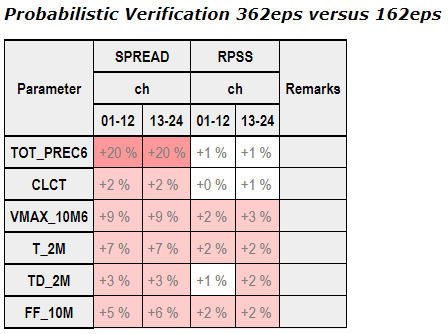 Probabilistic Verification 362eps versus 162eps
Parameter SPREAD RPSS Remarks
ch ch
01-12 13-24 01-12 13-24
TOT_PREC6 +20 % +20 % +1 % +1 %
CLCT +2 % +2 % +0 % +1 %
VMAX_10M6 +9 % +9 % +2 % +3 %
T_2M +7 % +7 % +2 % +2 %
TD_2M +3 % +3 % +1 % +2 %
FF_10M +5 % +6 % +2 % +2 %